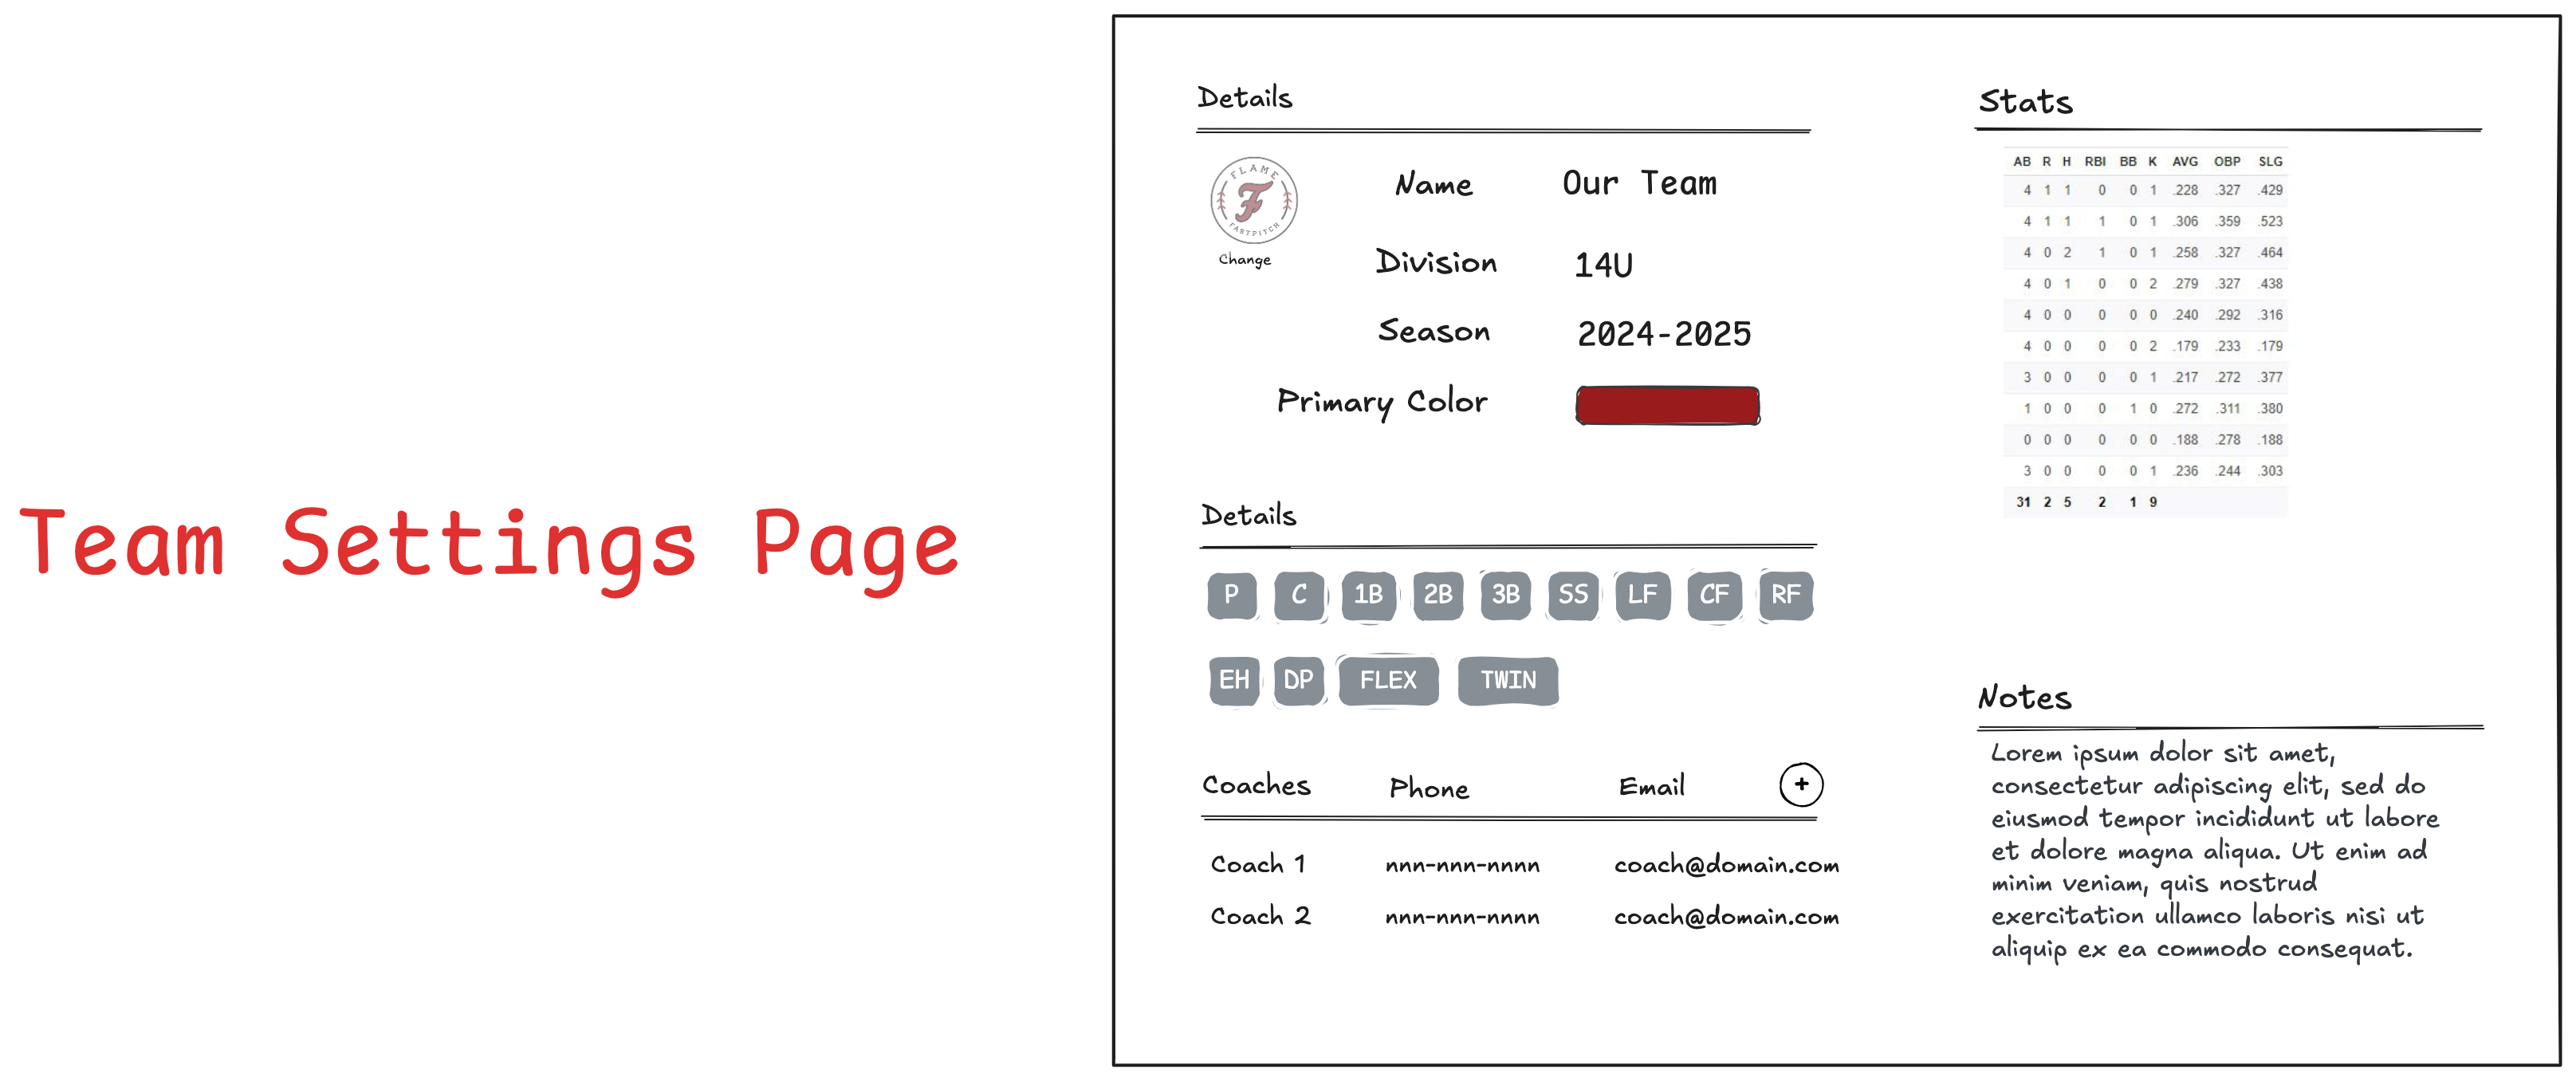 Team Settings Page
Details
FLAME
F
FASTPITCH
Change
Name Our Team
Division 14U
Season 2024-2025
Primary Color
Details
P C 1B 2B 3B SS LF CF RF
EH DP FLEX TWIN
Coaches Phone Email +
Coach 1 nnn-nnn-nnnn coach@domain.com
Coach 2 nnn-nnn-nnnn coach@domain.com
Stats
AB R H RBI BB K AVG OBP SLG
4 1 1 0 0 1 .228 .327 .429
4 1 1 1 0 1 .306 .359 .523
4 0 2 1 0 1 .258 .327 .464
4 0 1 0 0 2 .279 .327 .438
4 0 0 0 0 0 .240 .292 .316
4 0 0 0 0 2 .179 .233 .179
3 0 0 0 0 1 .217 .272 .377
1 0 0 0 1 0 .272 .311 .380
0 0 0 0 0 0 .188 .278 .188
3 0 0 0 0 1 .236 .244 .303
31 2 5 2 1 9
Notes
Lorem ipsum dolor sit amet,
consectetur adipiscing elit, sed do
eiusmod tempor incididunt ut labore
et dolore magna aliqua. Ut enim ad
minim veniam, quis nostrud
exercitation ullamco laboris nisi ut
aliquip ex ea commodo consequat.